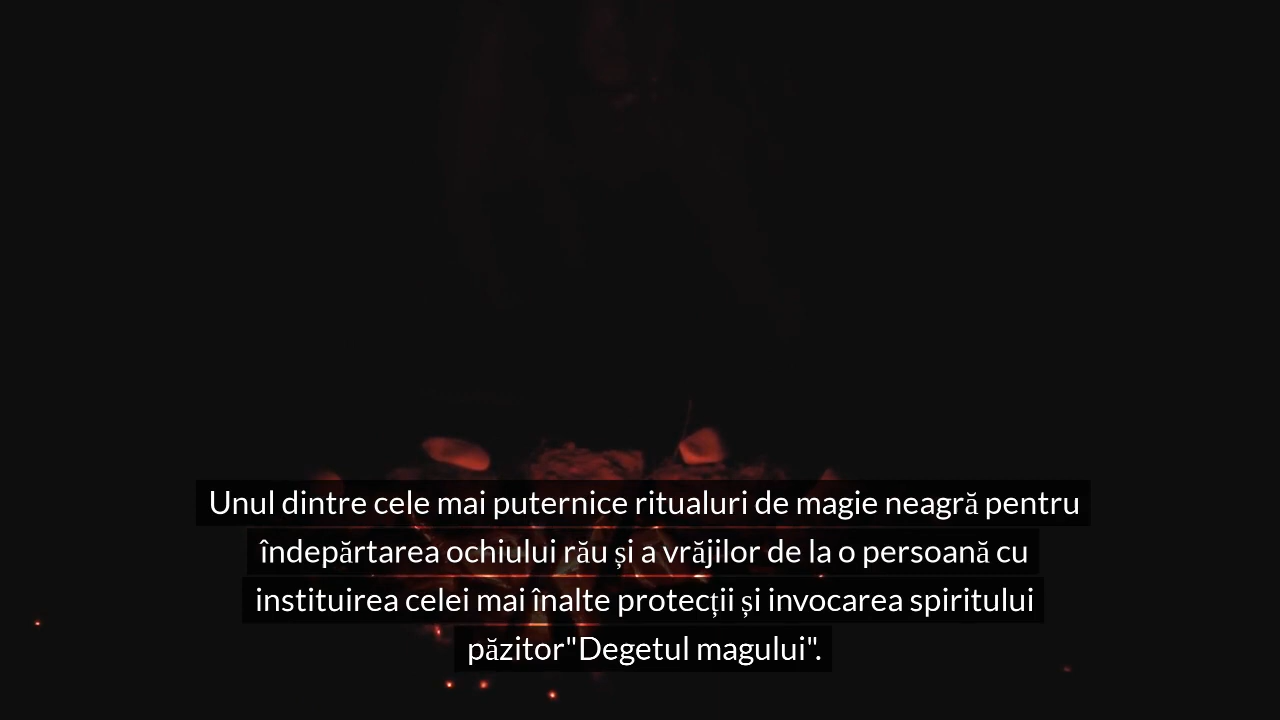 Unul dintre cele mai puternice ritualuri de magie neagră pentru
îndepărtarea ochiului rău și a vrăjilor de la o persoană cu
instituirea celei mai înalte protecții și invocarea spiritului
păzitor"Degetul magului".